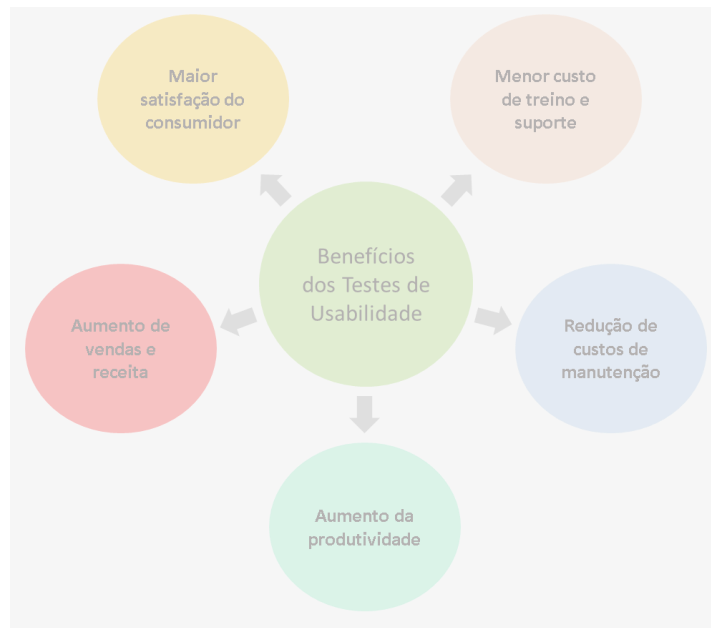 Maior
satisfação do
consumidor
Menor custo
de treino e
suporte
Benefícios
dos Testes de
Usabilidade
Aumento de
vendas e
receita
Redução de
custos de
manutenção
Aumento da
produtividade